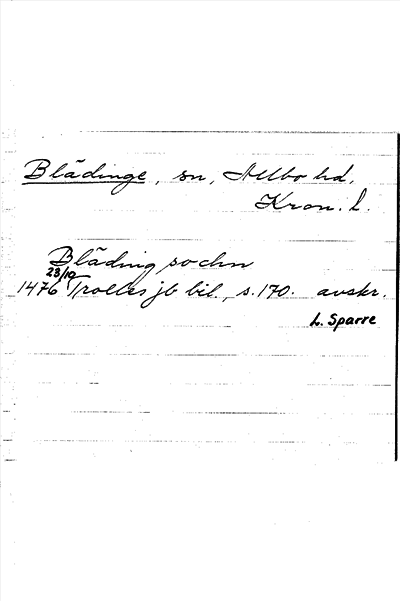 Blädinge, sn, Allbo hd,
Kron. l.
Bläding sochn
23/10
1476 Trolles jb bil., s. 170. avskr.
L. Sparre